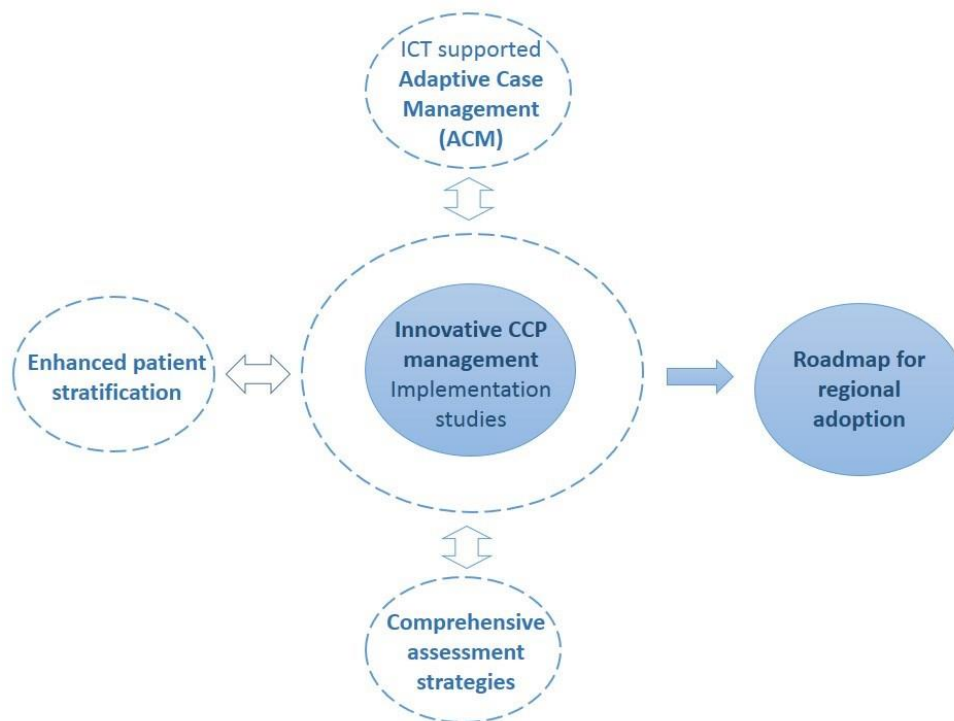 ICT supported
Adaptive Case
Management
(ACM)
Enhanced patient
stratification
Innovative CCP
management
Implementation
studies
Roadmap for
regional
adoption
Comprehensive
assessment
strategies